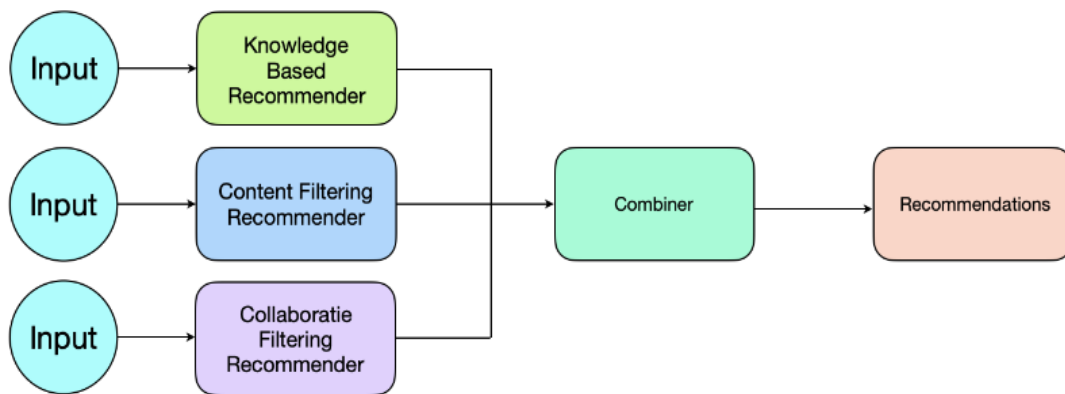 Input
Knowledge
Based
Recommender
Input
Content Filtering
Recommender
Combiner
Recommendations
Input
Collaboratie
Filtering
Recommender